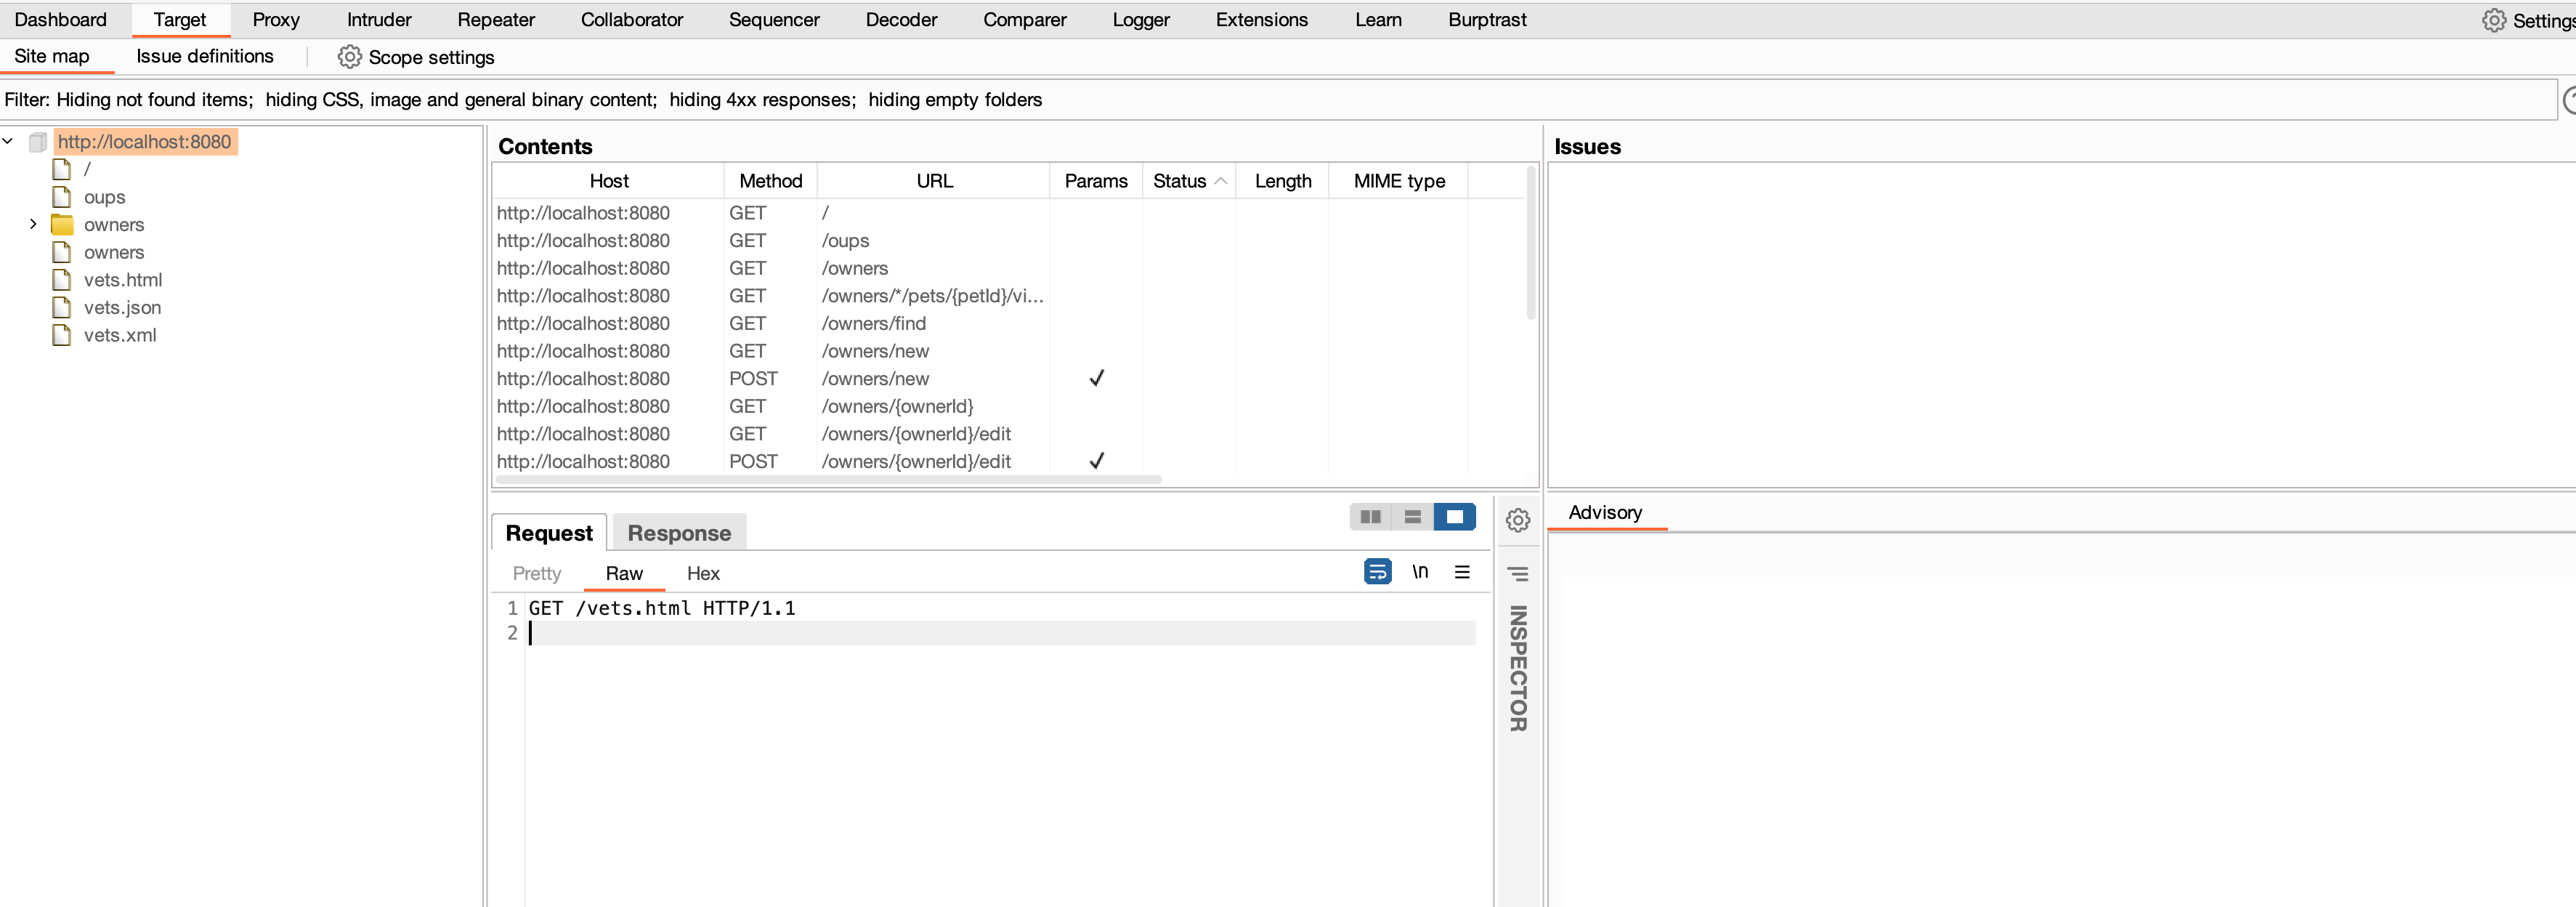 Dashboard Target Proxy Intruder Repeater Collaborator Sequencer Decoder Comparer Logger Extensions Learn Burptrast Settings
Site map Issue definitions Scope settings
Filter: Hiding not found items; hiding CSS, image and general binary content; hiding 4xx responses; hiding empty folders
http://localhost:8080
/
oups
owners
owners
vets.html
vets.json
vets.xml
Contents
Host Method URL Params Status Length MIME type
http://localhost:8080 GET /
http://localhost:8080 GET /oups
http://localhost:8080 GET /owners
http://localhost:8080 GET /owners/*/pets/{petId}/vi...
http://localhost:8080 GET /owners/find
http://localhost:8080 GET /owners/new
http://localhost:8080 POST /owners/new ✓
http://localhost:8080 GET /owners/{ownerId}
http://localhost:8080 GET /owners/{ownerId}/edit
http://localhost:8080 POST /owners/{ownerId}/edit ✓
Request Response
Pretty Raw Hex \n
1 GET /vets.html HTTP/1.1
2
INSPECTOR
Issues
Advisory